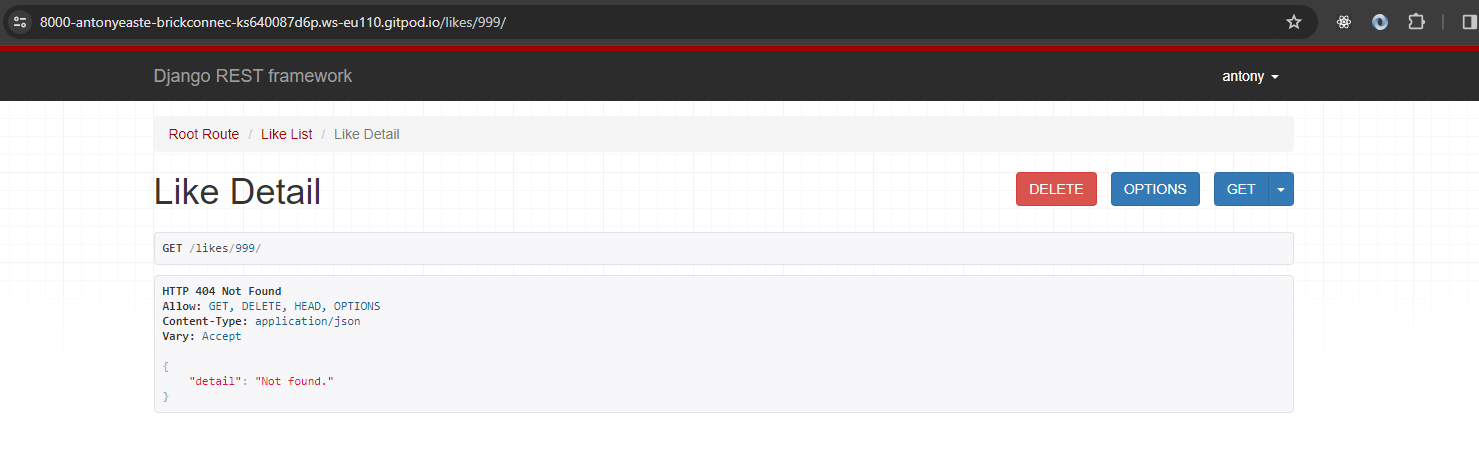 8000-antonyeaste-brickconnec-ks640087d6p.ws-eu110.gitpod.io/likes/999/
Django REST framework
antony
Root Route / Like List / Like Detail
Like Detail
DELETE OPTIONS GET
GET /likes/999/
HTTP 404 Not Found
Allow: GET, DELETE, HEAD, OPTIONS
Content-Type: application/json
Vary: Accept
{
"detail": "Not found."
}